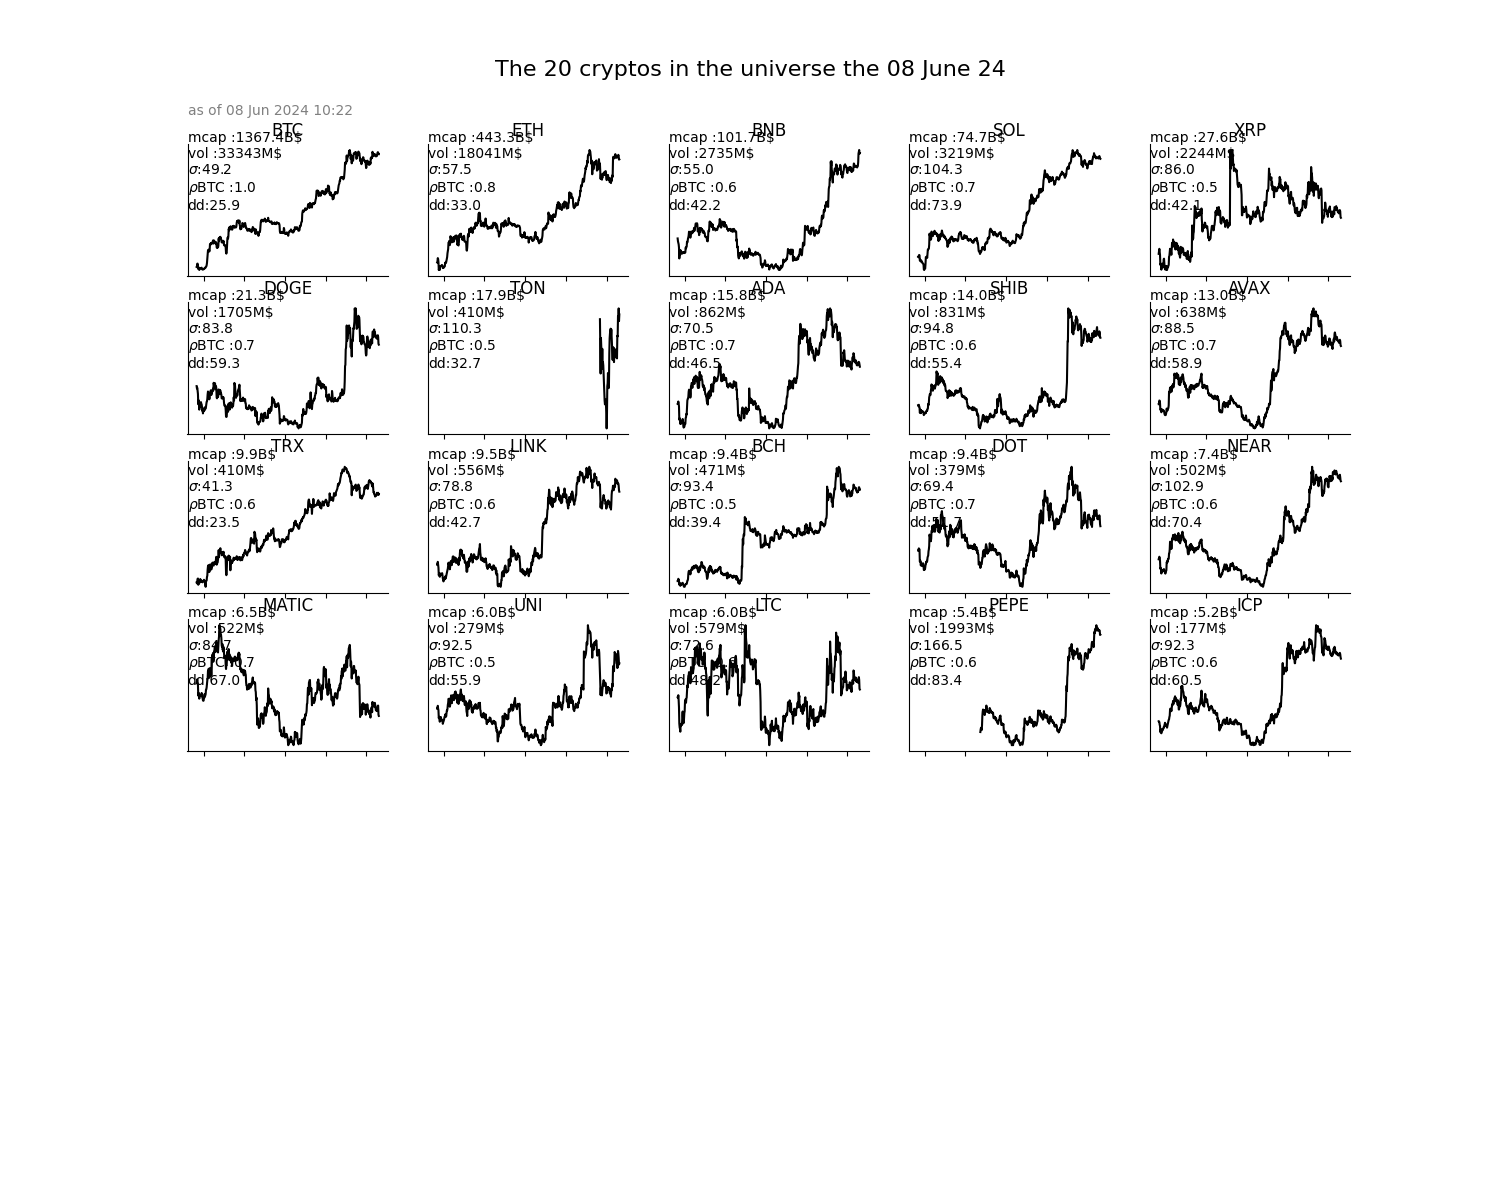 The 20 cryptos in the universe the 08 June 24
as of 08 Jun 2024 10:22
BTC
mcap :1367.4B$
vol :33343M$
σ:49.2
ρBTC :1.0
dd:25.9
ETH
mcap :443.3B$
vol :18041M$
σ:57.5
ρBTC :0.8
dd:33.0
BNB
mcap :101.7B$
vol :2735M$
σ:55.0
ρBTC :0.6
dd:42.2
SOL
mcap :74.7B$
vol :3219M$
σ:104.3
ρBTC :0.7
dd:73.9
XRP
mcap :27.6B$
vol :2244M$
σ:86.0
ρBTC :0.5
dd:42.1
DOGE
mcap :21.3B$
vol :1705M$
σ:83.8
ρBTC :0.7
dd:59.3
TON
mcap :17.9B$
vol :410M$
σ:110.3
ρBTC :0.5
dd:32.7
ADA
mcap :15.8B$
vol :862M$
σ:70.5
ρBTC :0.7
dd:46.5
SHIB
mcap :14.0B$
vol :831M$
σ:94.8
ρBTC :0.6
dd:55.4
AVAX
mcap :13.0B$
vol :638M$
σ:88.5
ρBTC :0.7
dd:58.9
TRX
mcap :9.9B$
vol :410M$
σ:41.3
ρBTC :0.6
dd:23.5
LINK
mcap :9.5B$
vol :556M$
σ:78.8
ρBTC :0.6
dd:42.7
BCH
mcap :9.4B$
vol :471M$
σ:93.4
ρBTC :0.5
dd:39.4
DOT
mcap :9.4B$
vol :379M$
σ:69.4
ρBTC :0.7
NEAR
mcap :7.4B$
vol :502M$
σ:102.9
ρBTC :0.6
dd:70.4
MATIC
mcap :6.5B$
vol :522M$
ρBTC :0.7
dd:67.0
UNI
mcap :6.0B$
vol :279M$
σ:92.5
ρBTC :0.5
dd:55.9
LTC
mcap :6.0B$
vol :579M$
σ:72.6
dd:48.2
PEPE
mcap :5.4B$
vol :1993M$
σ:166.5
ρBTC :0.6
dd:83.4
ICP
mcap :5.2B$
vol :177M$
σ:92.3
ρBTC :0.6
dd:60.5